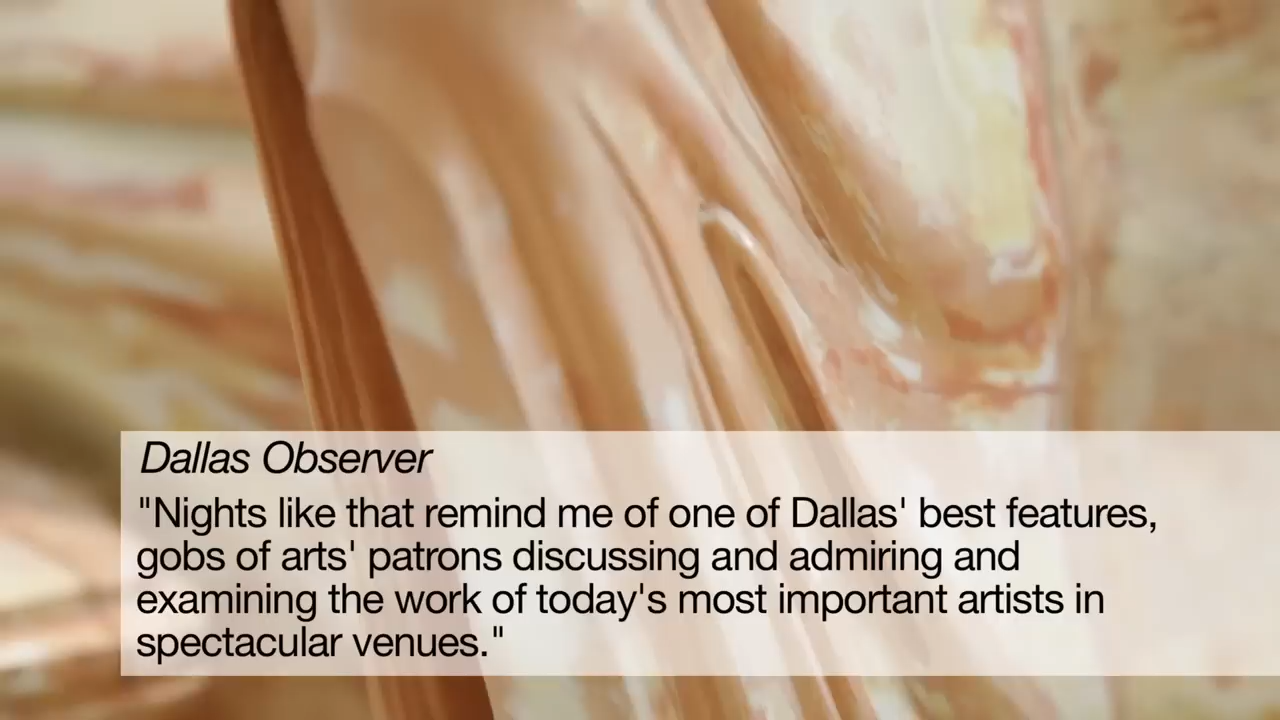 Dallas Observer
"Nights like that remind me of one of Dallas' best features,
gobs of arts' patrons discussing and admiring and
examining the work of today's most important artists in
spectacular venues."